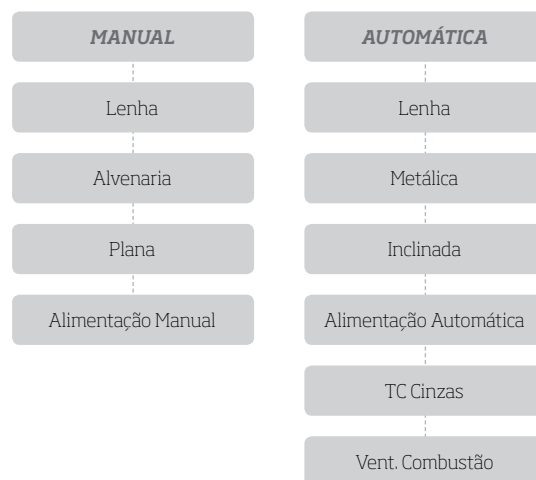 MANUAL
Lenha
Alvenaria
Plana
Alimentação Manual
AUTOMÁTICA
Lenha
Metálica
Inclinada
Alimentação Automática
TC Cinzas
Vent. Combustão